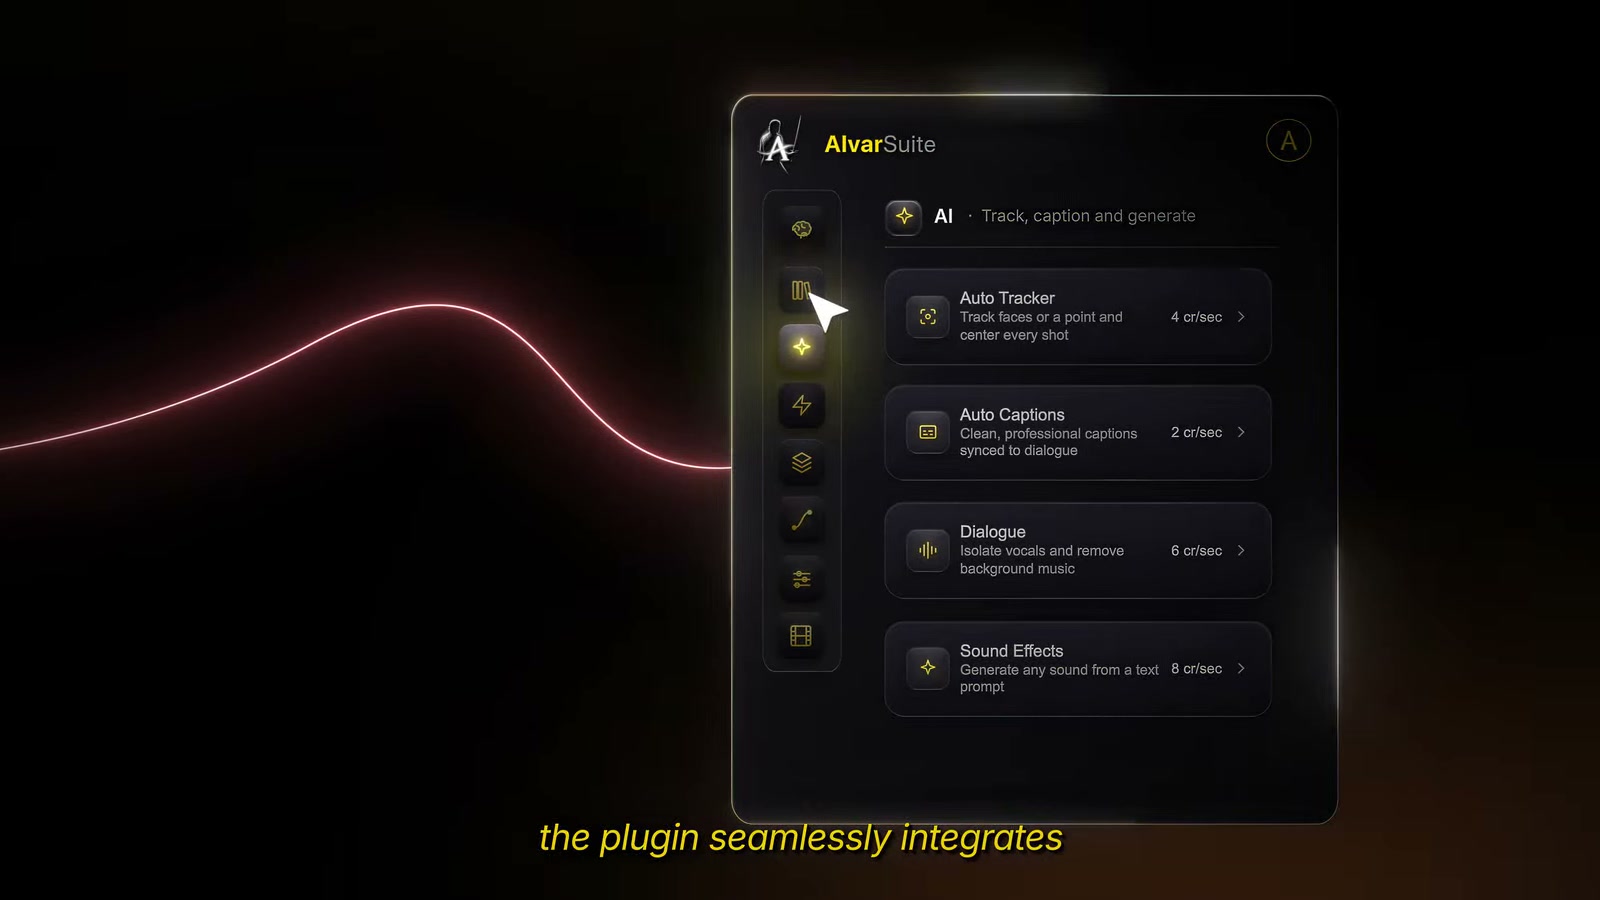 AlvarSuite
A
A
AI · Track, caption and generate
Auto Tracker
Track faces or a point and
center every shot
4 cr/sec
Auto Captions
Clean, professional captions
synced to dialogue
2 cr/sec
Dialogue
Isolate vocals and remove
background music
6 cr/sec
Sound Effects
Generate any sound from a text
prompt
8 cr/sec
the plugin seamlessly integrates